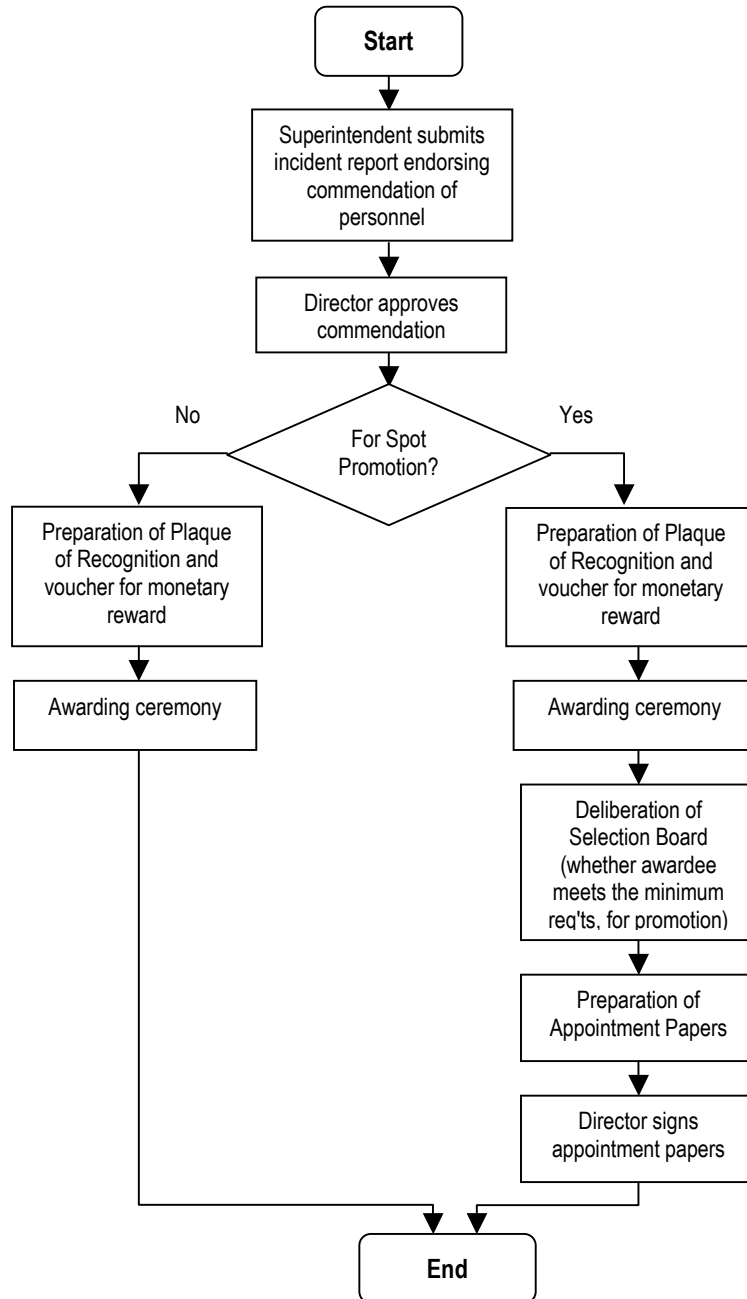 Start
Superintendent submits
incident report endorsing
commendation of
personnel
Director approves
commendation
No
Yes
For Spot
Promotion?
Preparation of Plaque
of Recognition and
voucher for monetary
reward
Preparation of Plaque
of Recognition and
voucher for monetary
reward
Awarding ceremony
Awarding ceremony
Deliberation of
Selection Board
(whether awardee
meets the minimum
req'ts, for promotion)
Preparation of
Appointment Papers
Director signs
appointment papers
End